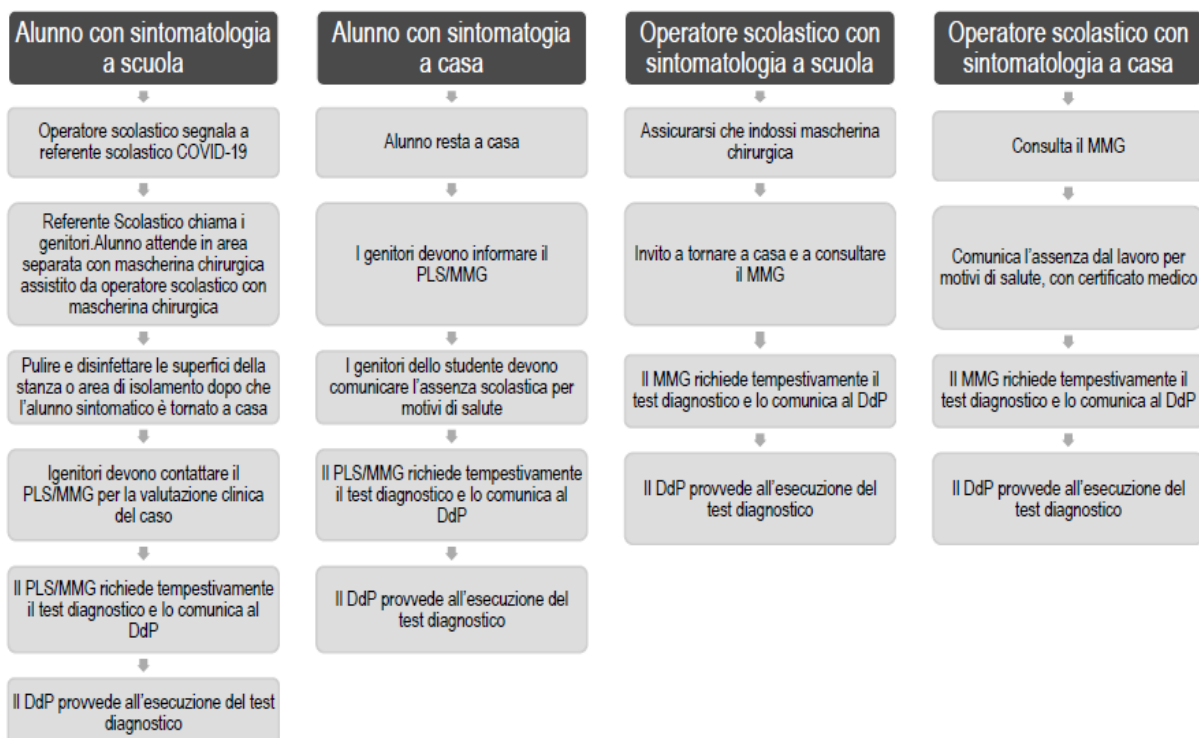 Alunno con sintomatologia
a scuola
Operatore scolastico segnala a
referente scolastico COVID-19
Referente Scolastico chiama i
genitori.Alunno attende in area
separata con mascherina chirurgica
assistito da operatore scolastico con
mascherina chirurgica
Pulire e disinfettare le superfici della
stanza o area di isolamento dopo che
l'alunno sintomatico è tornato a casa
Igenitori devono contattare il
PLS/MMG per la valutazione clinica
del caso
Il PLS/MMG richiede tempestivamente
il test diagnostico e lo comunica al
DdP
Il DdP provvede all'esecuzione del test
diagnostico
Alunno con sintomatogia
a casa
Alunno resta a casa
I genitori devono informare il
PLS/MMG
I genitori dello studente devono
comunicare l'assenza scolastica per
motivi di salute
Il PLS/MMG richiede tempestivamente
il test diagnostico e lo comunica al
DdP
Il DdP provvede all'esecuzione del
test diagnostico
Operatore scolastico con
sintomatologia a scuola
Assicurarsi che indossi mascherina
chirurgica
Invito a tornare a casa e a consultare
il MMG
Il MMG richiede tempestivamente il
test diagnostico e lo comunica al DdP
Il DdP provvede all'esecuzione del
test diagnostico
Operatore scolastico con
sintomatologia a casa
Consulta il MMG
Comunica l'assenza dal lavoro per
motivi di salute, con certificato medico
Il MMG richiede tempestivamente il
test diagnostico e lo comunica al DdP
Il DdP provvede all'esecuzione del
test diagnostico